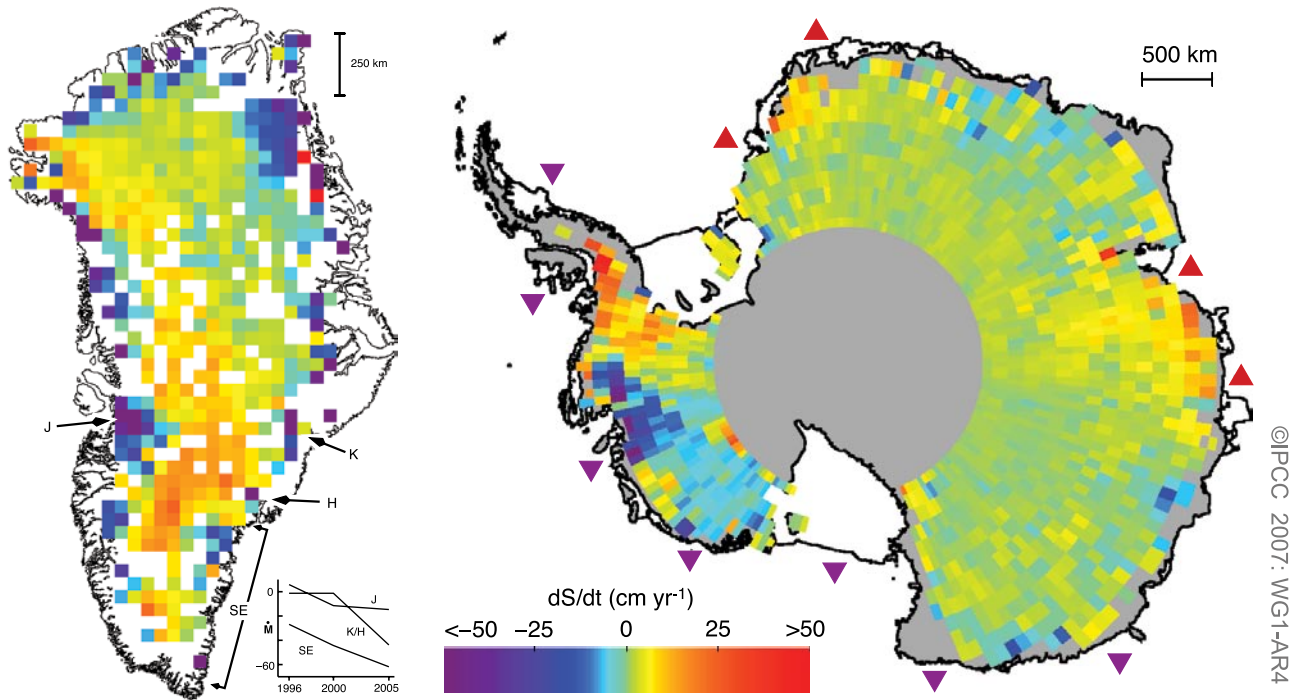 250 km
J
K
H
SE
0
J
Ṁ
K/H
SE
–60
1996 2000 2005
500 km
dS/dt (cm yr-1)
<–50 –25 0 25 >50
©IPCC 2007: WG1-AR4